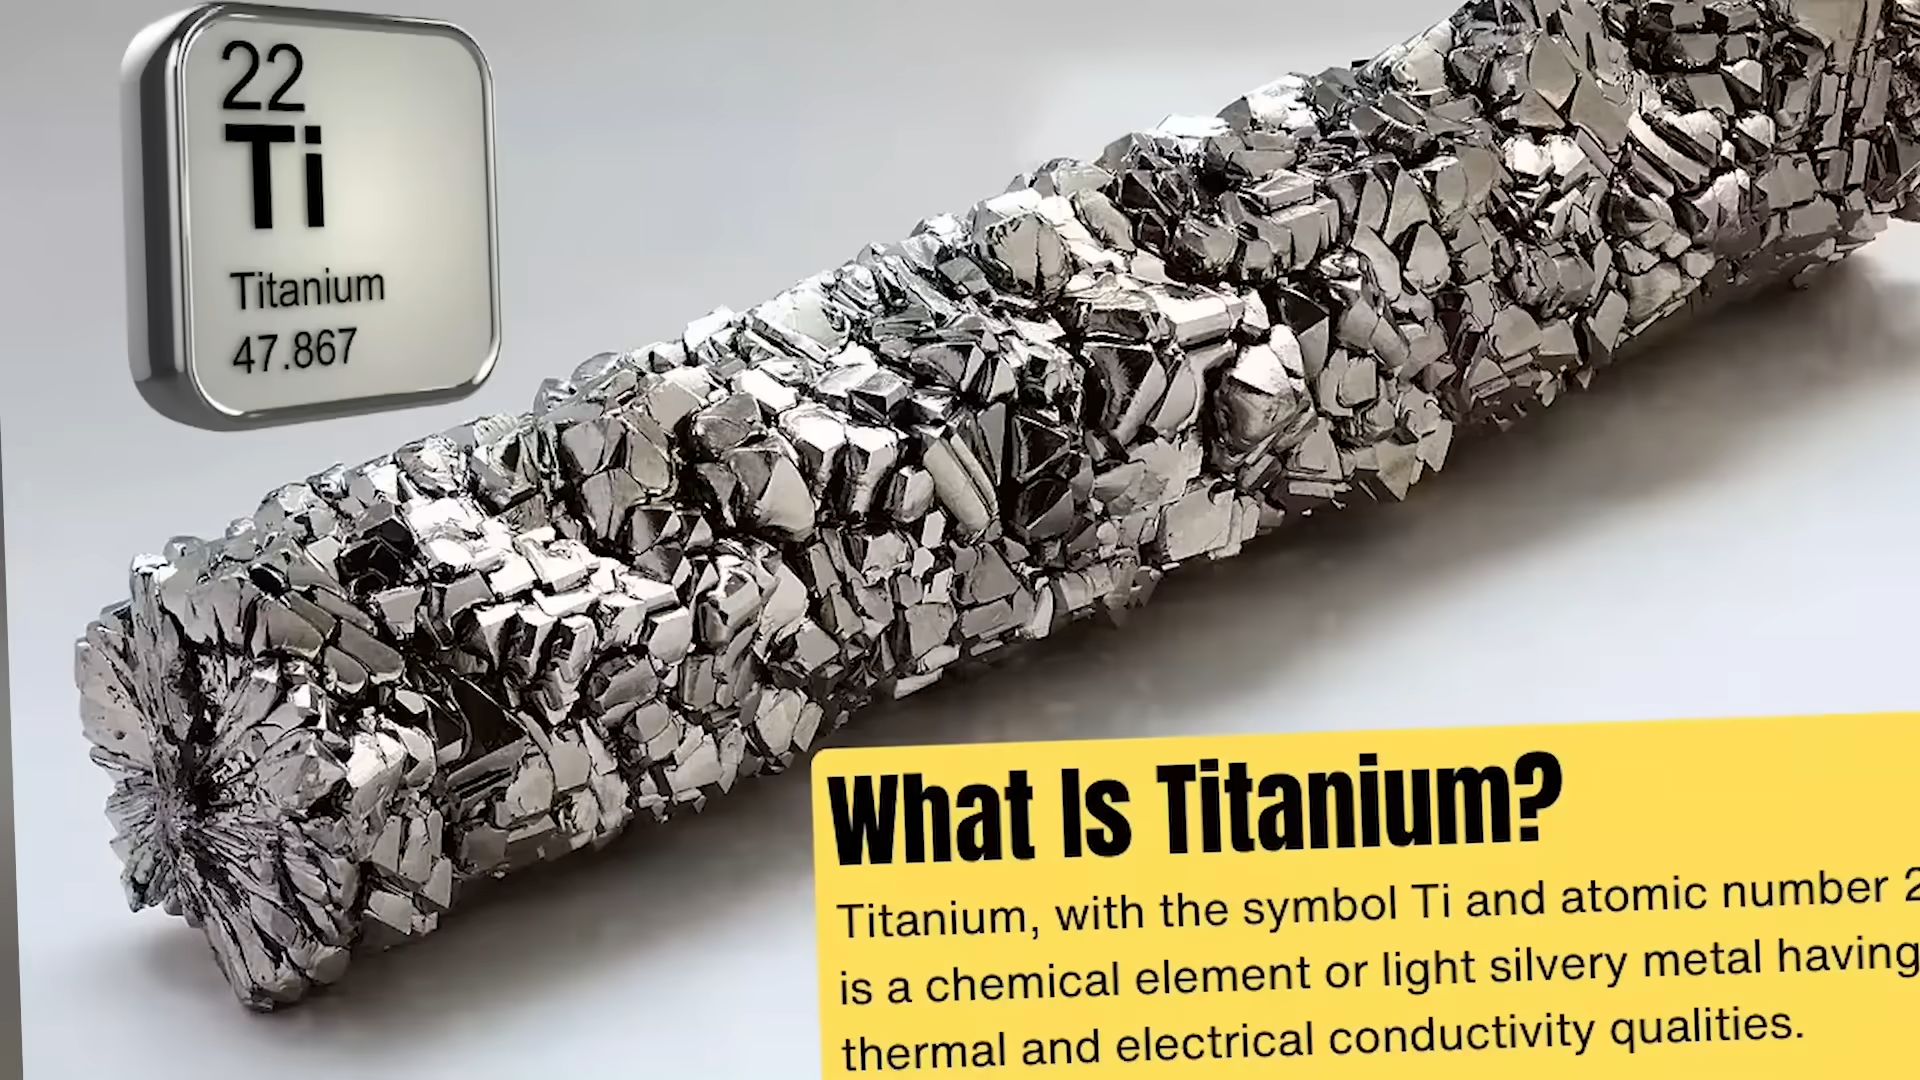 22
Ti
Titanium
47.867
What Is Titanium?
Titanium, with the symbol Ti and atomic number 2
is a chemical element or light silvery metal having
thermal and electrical conductivity qualities.